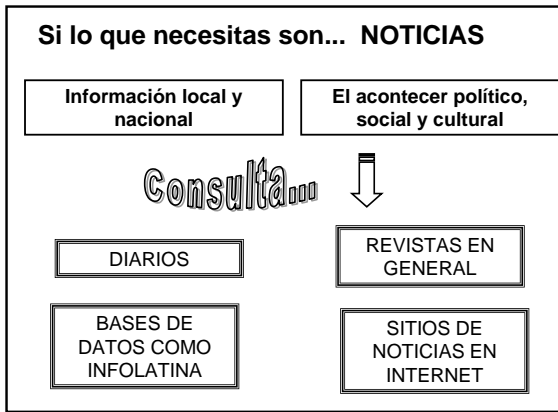 Si lo que necesitas son... NOTICIAS
Información local y
nacional
El acontecer político,
social y cultural
Consulta...
DIARIOS
REVISTAS EN
GENERAL
BASES DE
DATOS COMO
INFOLATINA
SITIOS DE
NOTICIAS EN
INTERNET